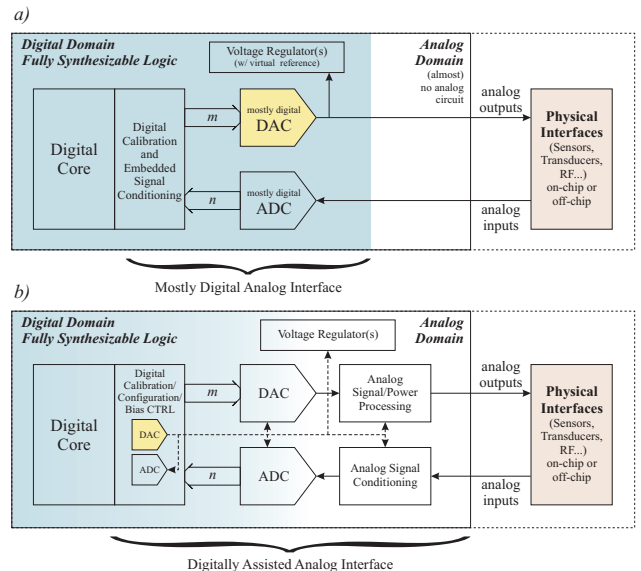 a)
Digital Domain
Fully Synthesizable Logic
Voltage Regulator(s)
(w/ virtual reference)
Analog
Domain
(almost)
no analog
circuit
analog
outputs
Digital
Core
Digital
Calibration
and
Embedded
Signal
Conditioning
m
mostly digital
DAC
n
mostly digital
ADC
Physical
Interfaces
(Sensors,
Transducers,
RF...)
on-chip or
off-chip
analog
inputs
Mostly Digital Analog Interface
b)
Digital Domain
Fully Synthesizable Logic
Voltage Regulator(s)
Analog
Domain
Digital
Core
Digital
Calibration/
Configuration/
Bias CTRL
DAC
ADC
m
DAC
Analog
Signal/Power
Processing
analog
outputs
n
ADC
Analog Signal
Conditioning
analog
inputs
Physical
Interfaces
(Sensors,
Transducers,
RF...)
on-chip or
off-chip
Digitally Assisted Analog Interface